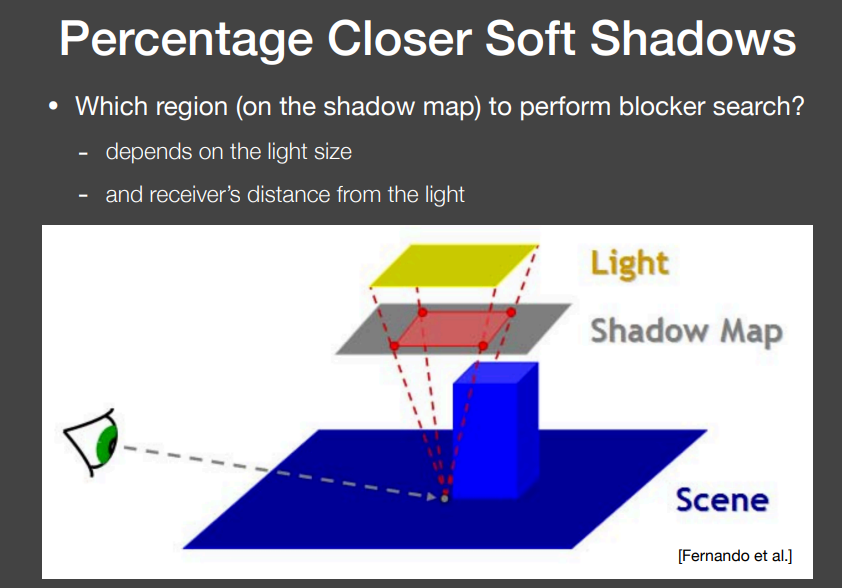 Percentage Closer Soft Shadows
• Which region (on the shadow map) to perform blocker search?
- depends on the light size
- and receiver's distance from the light
Light
Shadow Map
Scene
[Fernando et al.]